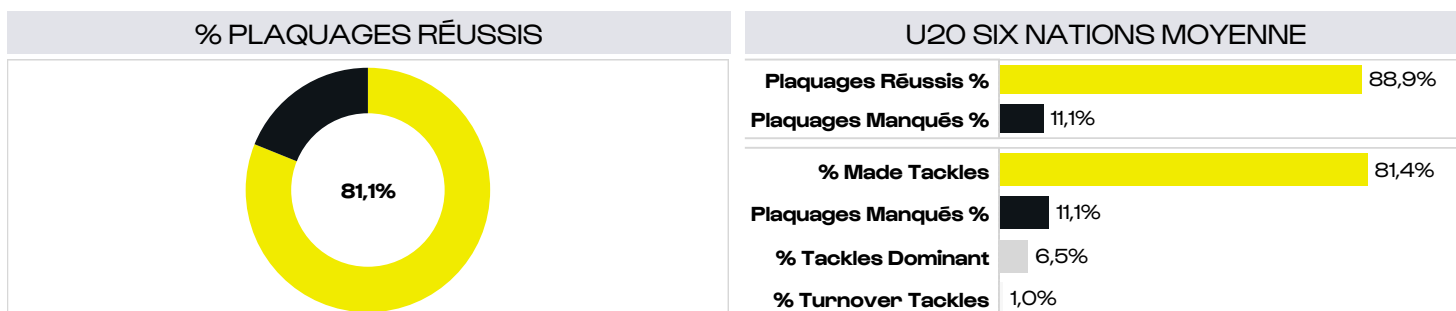 % PLAQUAGES RÉUSSIS
81,1%
U20 SIX NATIONS MOYENNE
Plaquages Réussis % 88,9%
Plaquages Manqués % 11,1%
% Made Tackles 81,4%
Plaquages Manqués % 11,1%
% Tackles Dominant 6,5%
% Turnover Tackles 1,0%